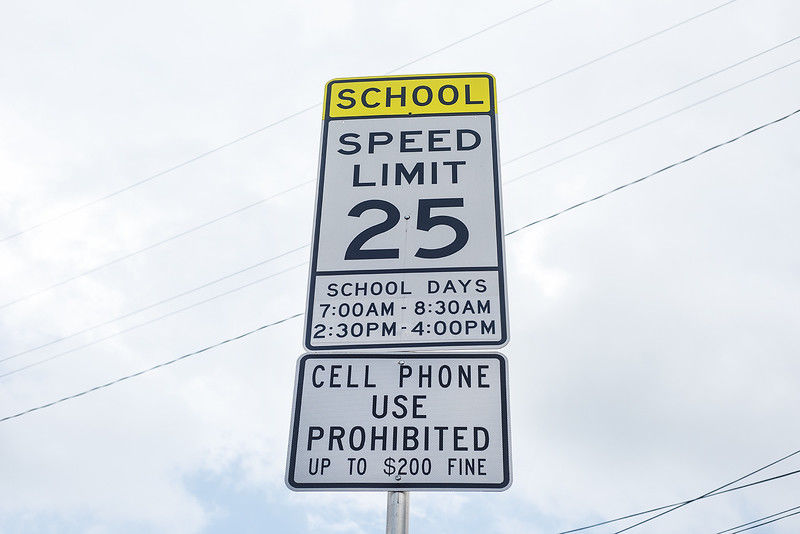 SCHOOL
SPEED
LIMIT
25
SCHOOL DAYS
7:00AM - 8:30AM
2:30PM - 4:00PM
CELL PHONE
USE
PROHIBITED
UP TO $200 FINE